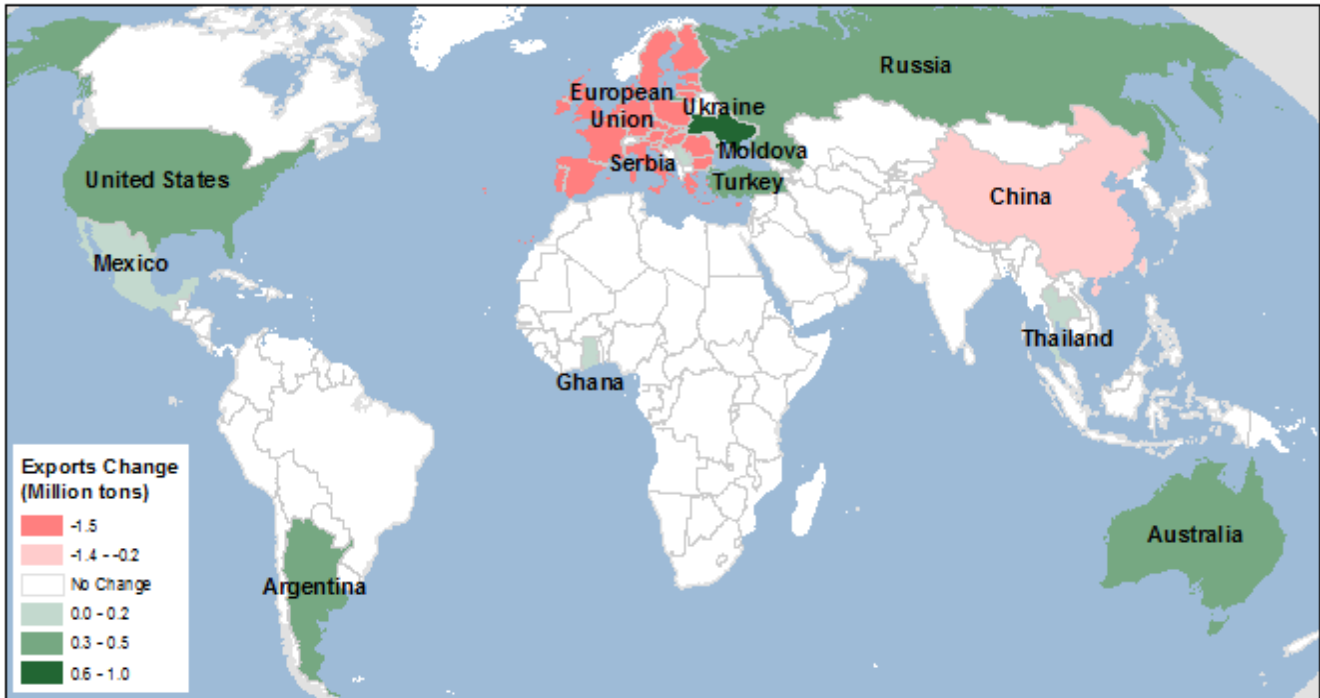 Russia
European
Union
Ukraine
Moldova
Serbia
Turkey
United States
China
Mexico
Thailand
Ghana
Australia
Argentina
Exports Change
(Million tons)
-1.5
-1.4 - -0.2
No Change
0.0 - 0.2
0.3 - 0.5
0.6 - 1.0